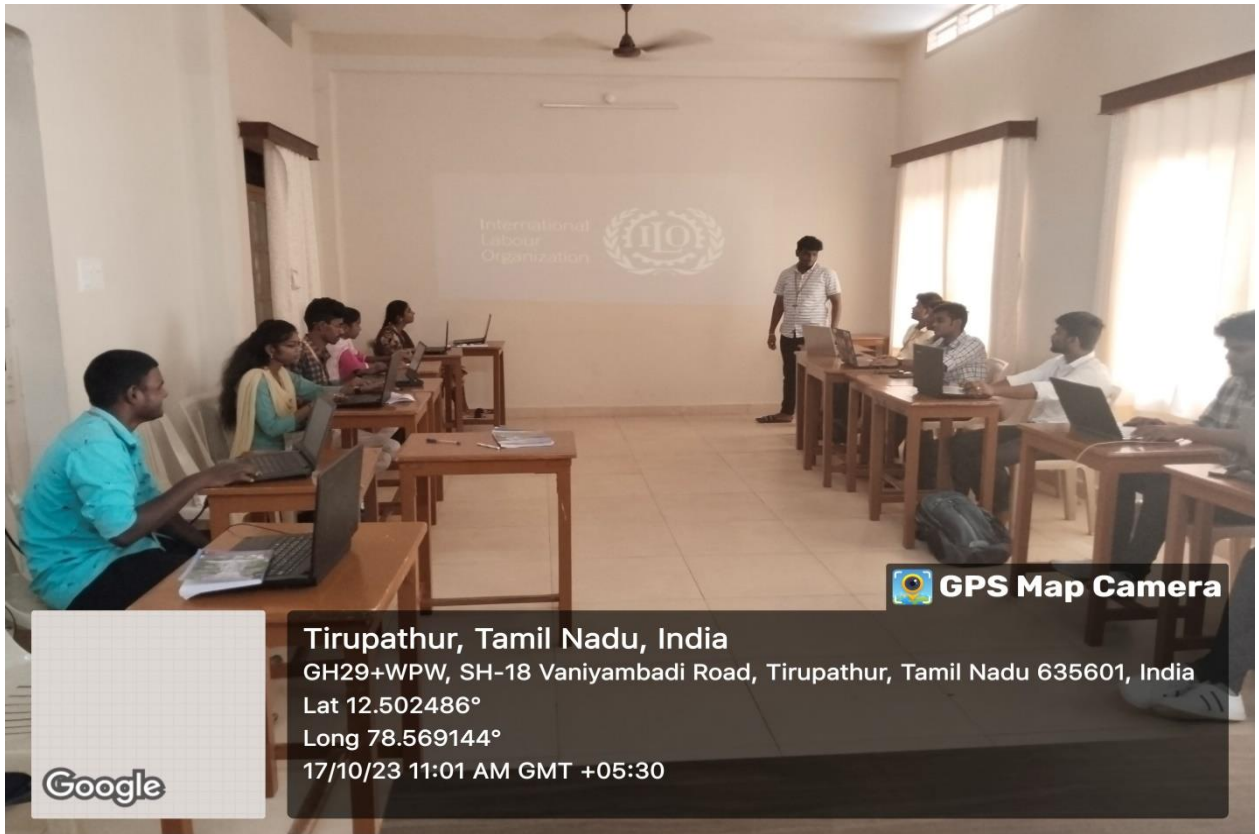 International
Labour
Organization
ILO
GPS Map Camera
Tirupathur, Tamil Nadu, India
GH29+WPW, SH-18 Vaniyambadi Road, Tirupathur, Tamil Nadu 635601, India
Lat 12.502486°
Long 78.569144°
17/10/23 11:01 AM GMT +05:30
Google